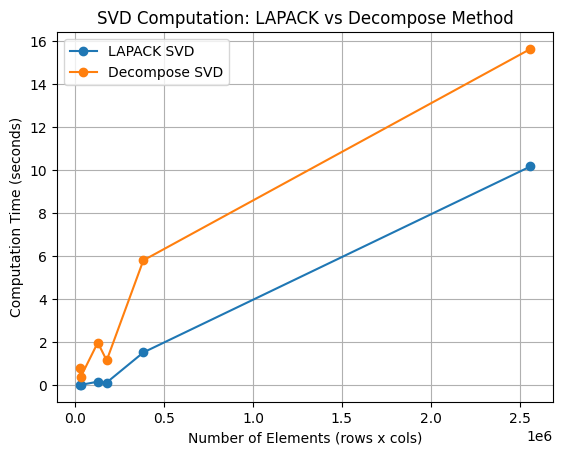 SVD Computation: LAPACK vs Decompose Method
LAPACK SVD
Decompose SVD
Computation Time (seconds)
16
14
12
10
8
6
4
2
0
0.0 0.5 1.0 1.5 2.0 2.5
1e6
Number of Elements (rows x cols)